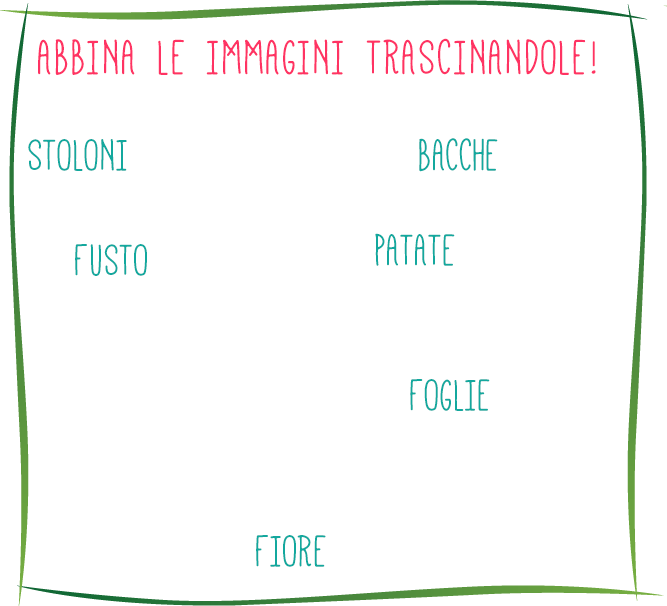 ABBINA LE IMMAGINI TRASCINANDOLE!
STOLONI
BACCHE
FUSTO
PATATE
FOGLIE
FIORE